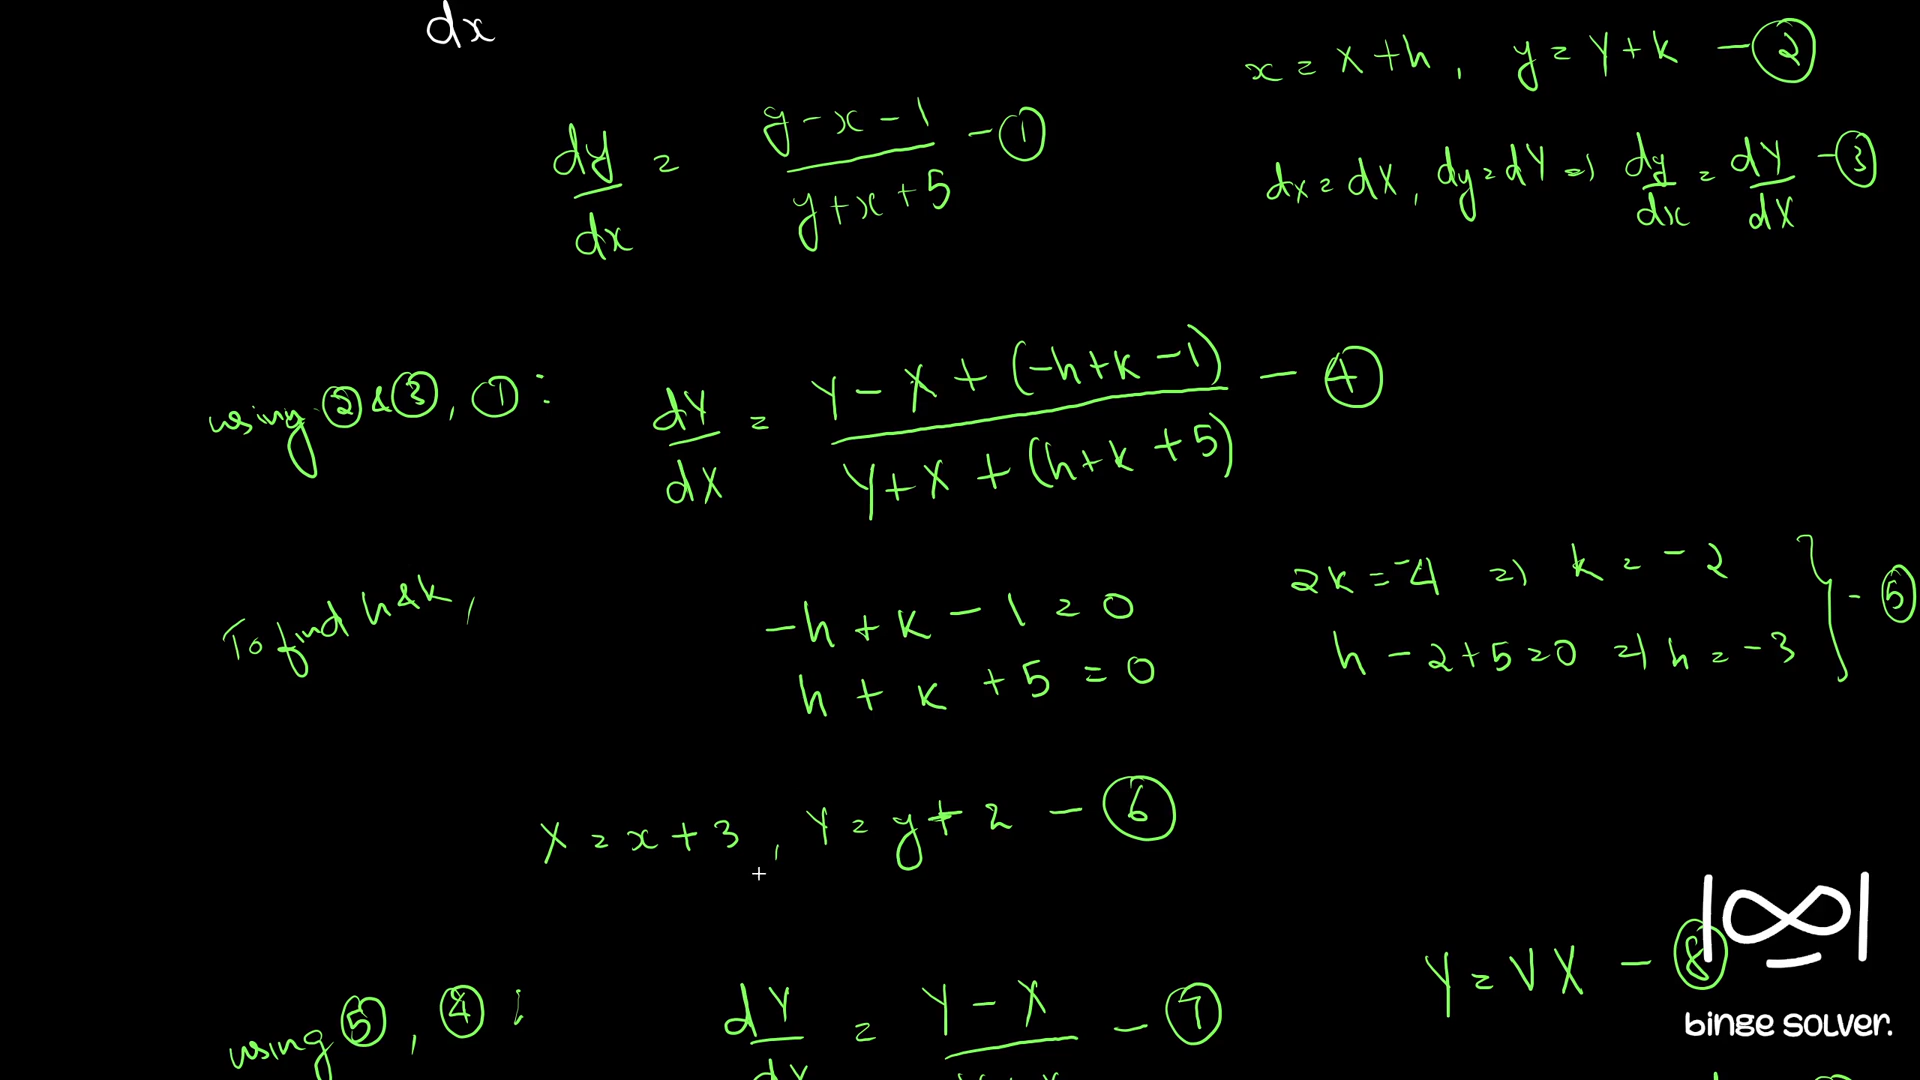 dx
x = X + h, y = Y + k - ②
dy/dx = (y - x - 1)/(y + x + 5) - ①
dx = dX, dy = dY => dy/dx = dY/dX - ③
using ② & ③, ① : dY/dX = (Y - X + (-h + k - 1))/(Y + X + (h + k + 5)) - ④
To find h & k,
-h + k - 1 = 0
h + k + 5 = 0
2k = -4 => k = -2
h - 2 + 5 = 0 => h = -3 } - ⑤
X = x + 3, Y = y + 2 - ⑥
using ⑤, ④ : dY/dX = Y - X - ⑦
Y = VX - ⑧
binge solver.